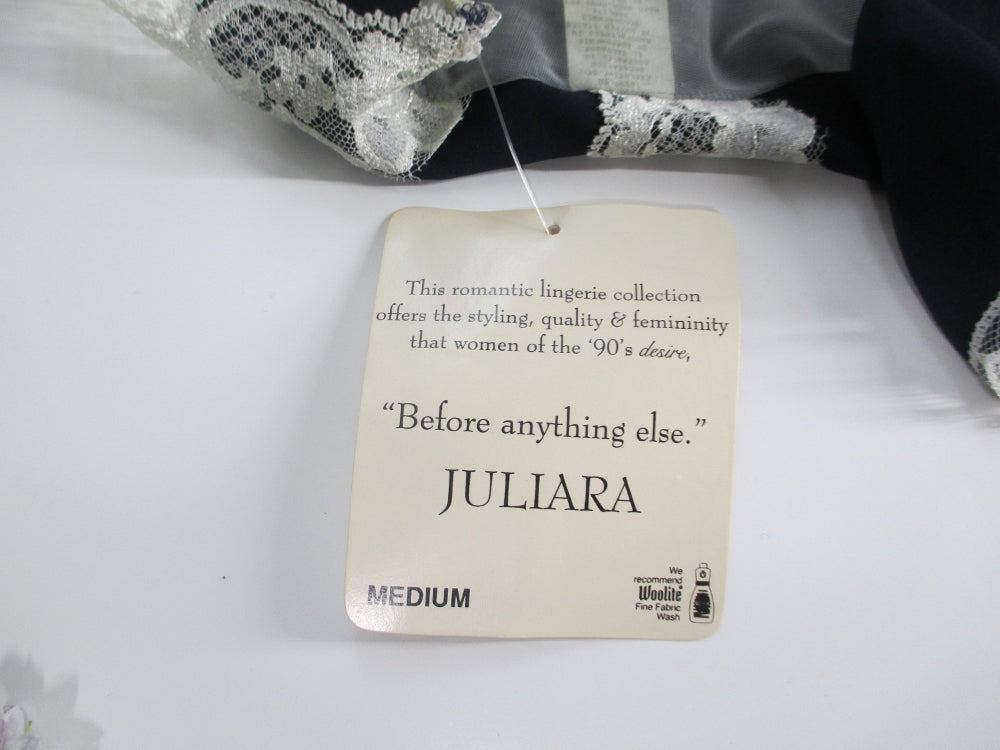 This romantic lingerie collection
offers the styling, quality & femininity
that women of the '90's desire,
"Before anything else."
JULIARA
MEDIUM
We
recommend
Woolite®
Fine Fabric
Wash